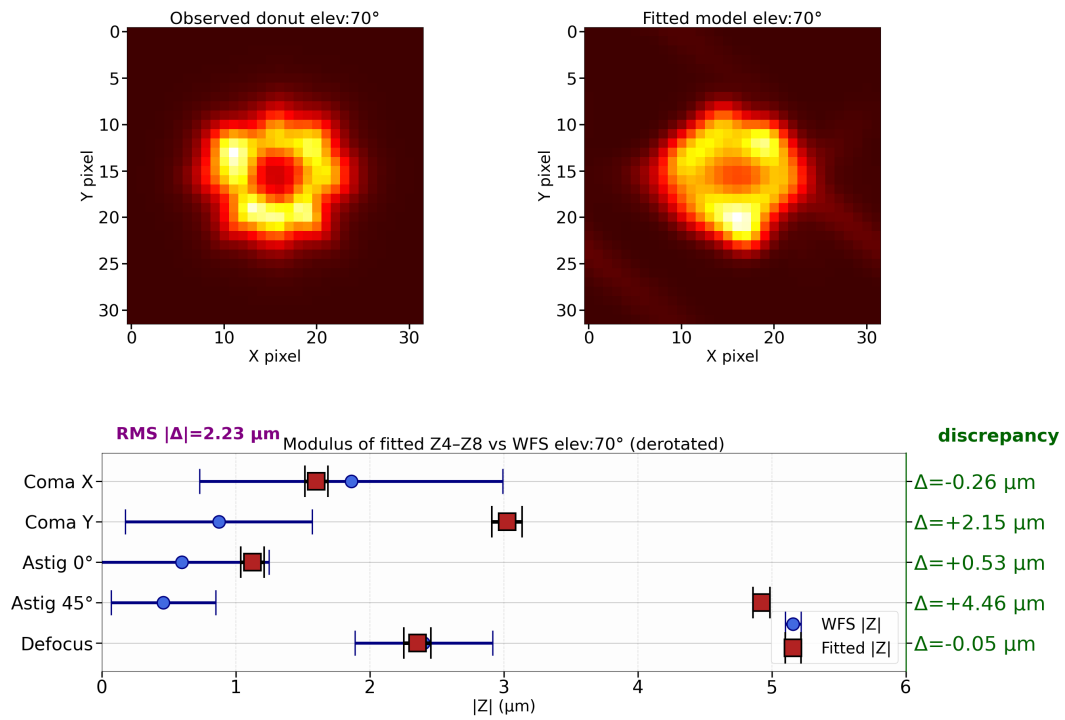 Observed donut elev:70°
Fitted model elev:70°
0
5
10
15
20
25
30
Y pixel
0
10
20
30
X pixel
0
5
10
15
20
25
30
Y pixel
0
10
20
30
X pixel
RMS |Δ|=2.23 μm
Modulus of fitted Z4–Z8 vs WFS elev:70° (derotated)
discrepancy
Coma X
Δ=-0.26 μm
Coma Y
Δ=+2.15 μm
Astig 0°
Δ=+0.53 μm
Astig 45°
Δ=+4.46 μm
Defocus
Δ=-0.05 μm
WFS |Z|
Fitted |Z|
0
1
2
3
4
5
6
|Z| (μm)